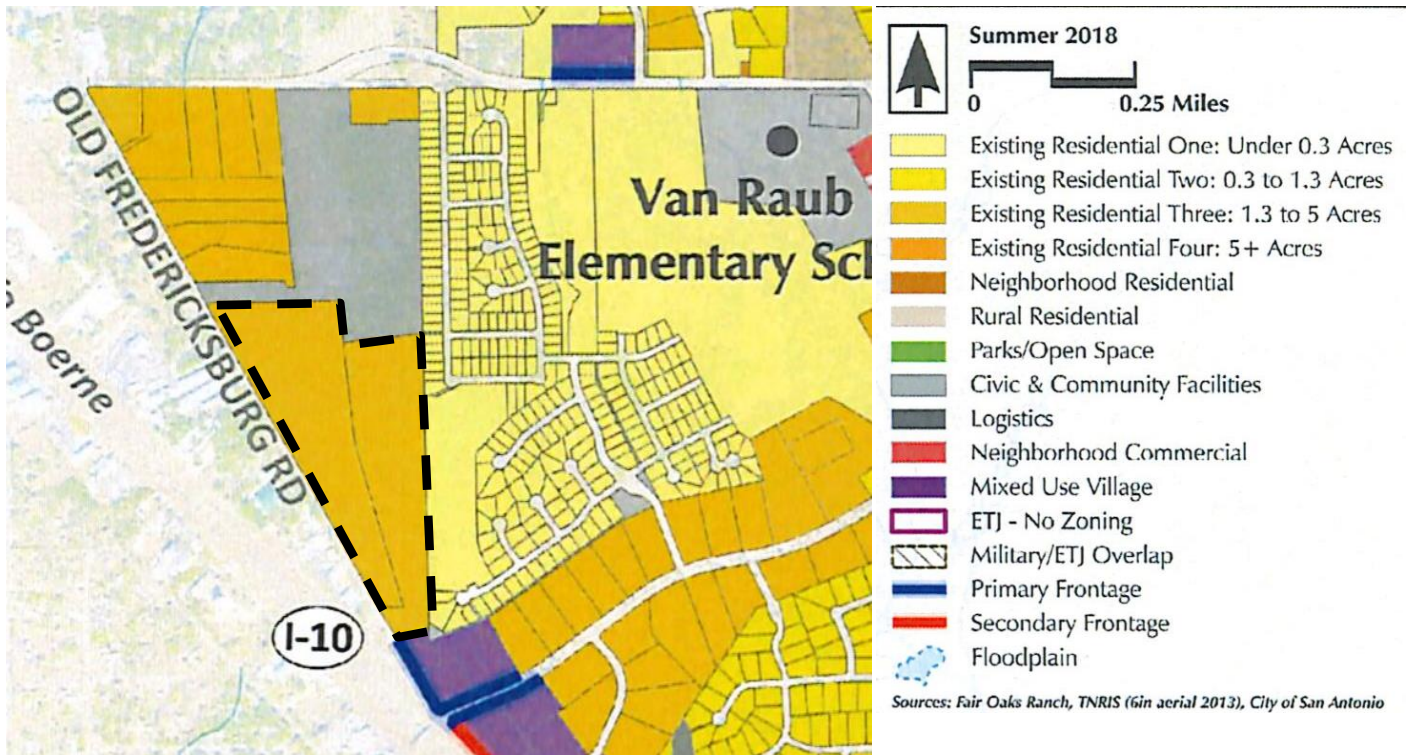 OLD FREDERICKSBURG RD
Boerne
I-10
Van Raub
Elementary Sch
Summer 2018
0 0.25 Miles
Existing Residential One: Under 0.3 Acres
Existing Residential Two: 0.3 to 1.3 Acres
Existing Residential Three: 1.3 to 5 Acres
Existing Residential Four: 5+ Acres
Neighborhood Residential
Rural Residential
Parks/Open Space
Civic & Community Facilities
Logistics
Neighborhood Commercial
Mixed Use Village
ETJ - No Zoning
Military/ETJ Overlap
Primary Frontage
Secondary Frontage
Floodplain
Sources: Fair Oaks Ranch, TNRIS (6in aerial 2013), City of San Antonio